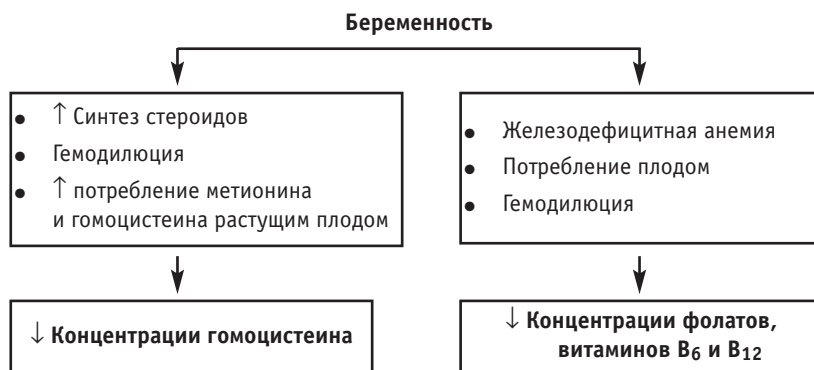 Беременность
● ↑ Синтез стероидов
● Гемодилюция
● ↑ потребление метионина
и гомоцистеина растущим плодом
● Железодефицитная анемия
● Потребление плодом
● Гемодилюция
↓ Концентрации гомоцистеина
↓ Концентрации фолатов,
витаминов B6 и B12